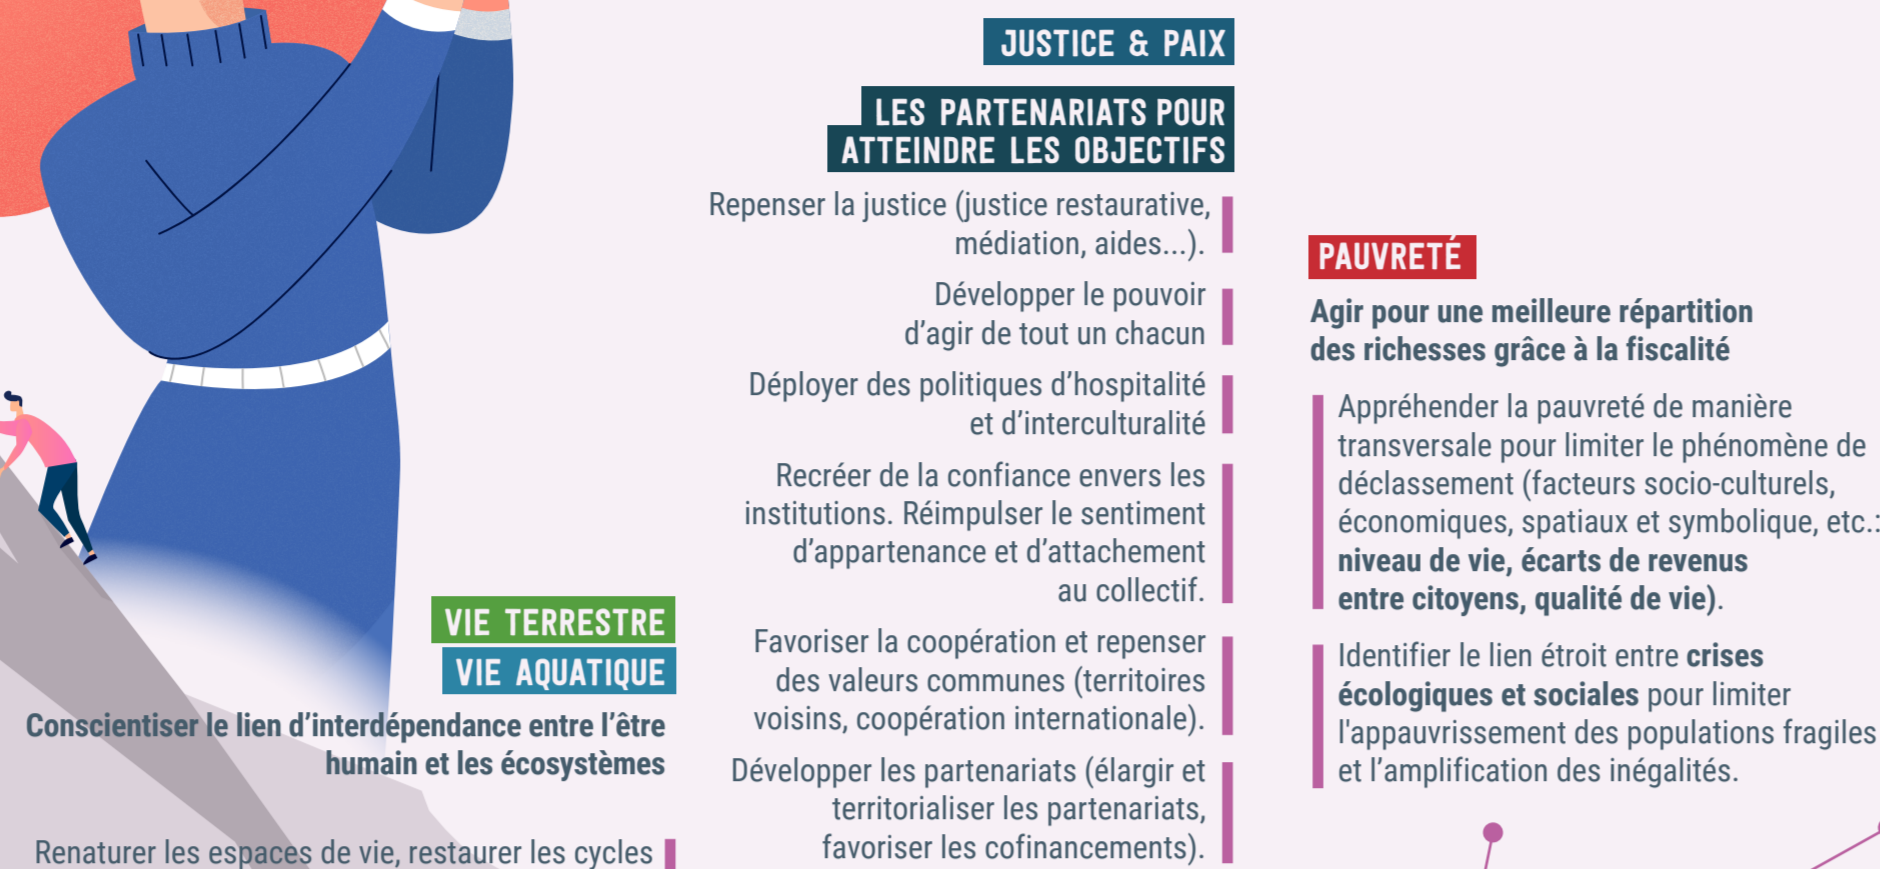 JUSTICE & PAIX
LES PARTENARIATS POUR
ATTEINDRE LES OBJECTIFS
Repenser la justice (justice restaurative,
médiation, aides...).
Développer le pouvoir
d’agir de tout un chacun
Déployer des politiques d’hospitalité
et d’interculturalité
Recréer de la confiance envers les
institutions. Réimpulser le sentiment
d’appartenance et d’attachement
au collectif.
Favoriser la coopération et repenser
des valeurs communes (territoires
voisins, coopération internationale).
Développer les partenariats (élargir et
territorialiser les partenariats,
favoriser les cofinancements).
PAUVRETÉ
Agir pour une meilleure répartition
des richesses grâce à la fiscalité
Appréhender la pauvreté de manière
transversale pour limiter le phénomène de
déclassement (facteurs socio-culturels,
économiques, spatiaux et symbolique, etc.:
niveau de vie, écarts de revenus
entre citoyens, qualité de vie).
Identifier le lien étroit entre crises
écologiques et sociales pour limiter
l'appauvrissement des populations fragiles
et l’amplification des inégalités.
VIE TERRESTRE
VIE AQUATIQUE
Conscientiser le lien d’interdépendance entre l’être
humain et les écosystèmes
Renaturer les espaces de vie, restaurer les cycles